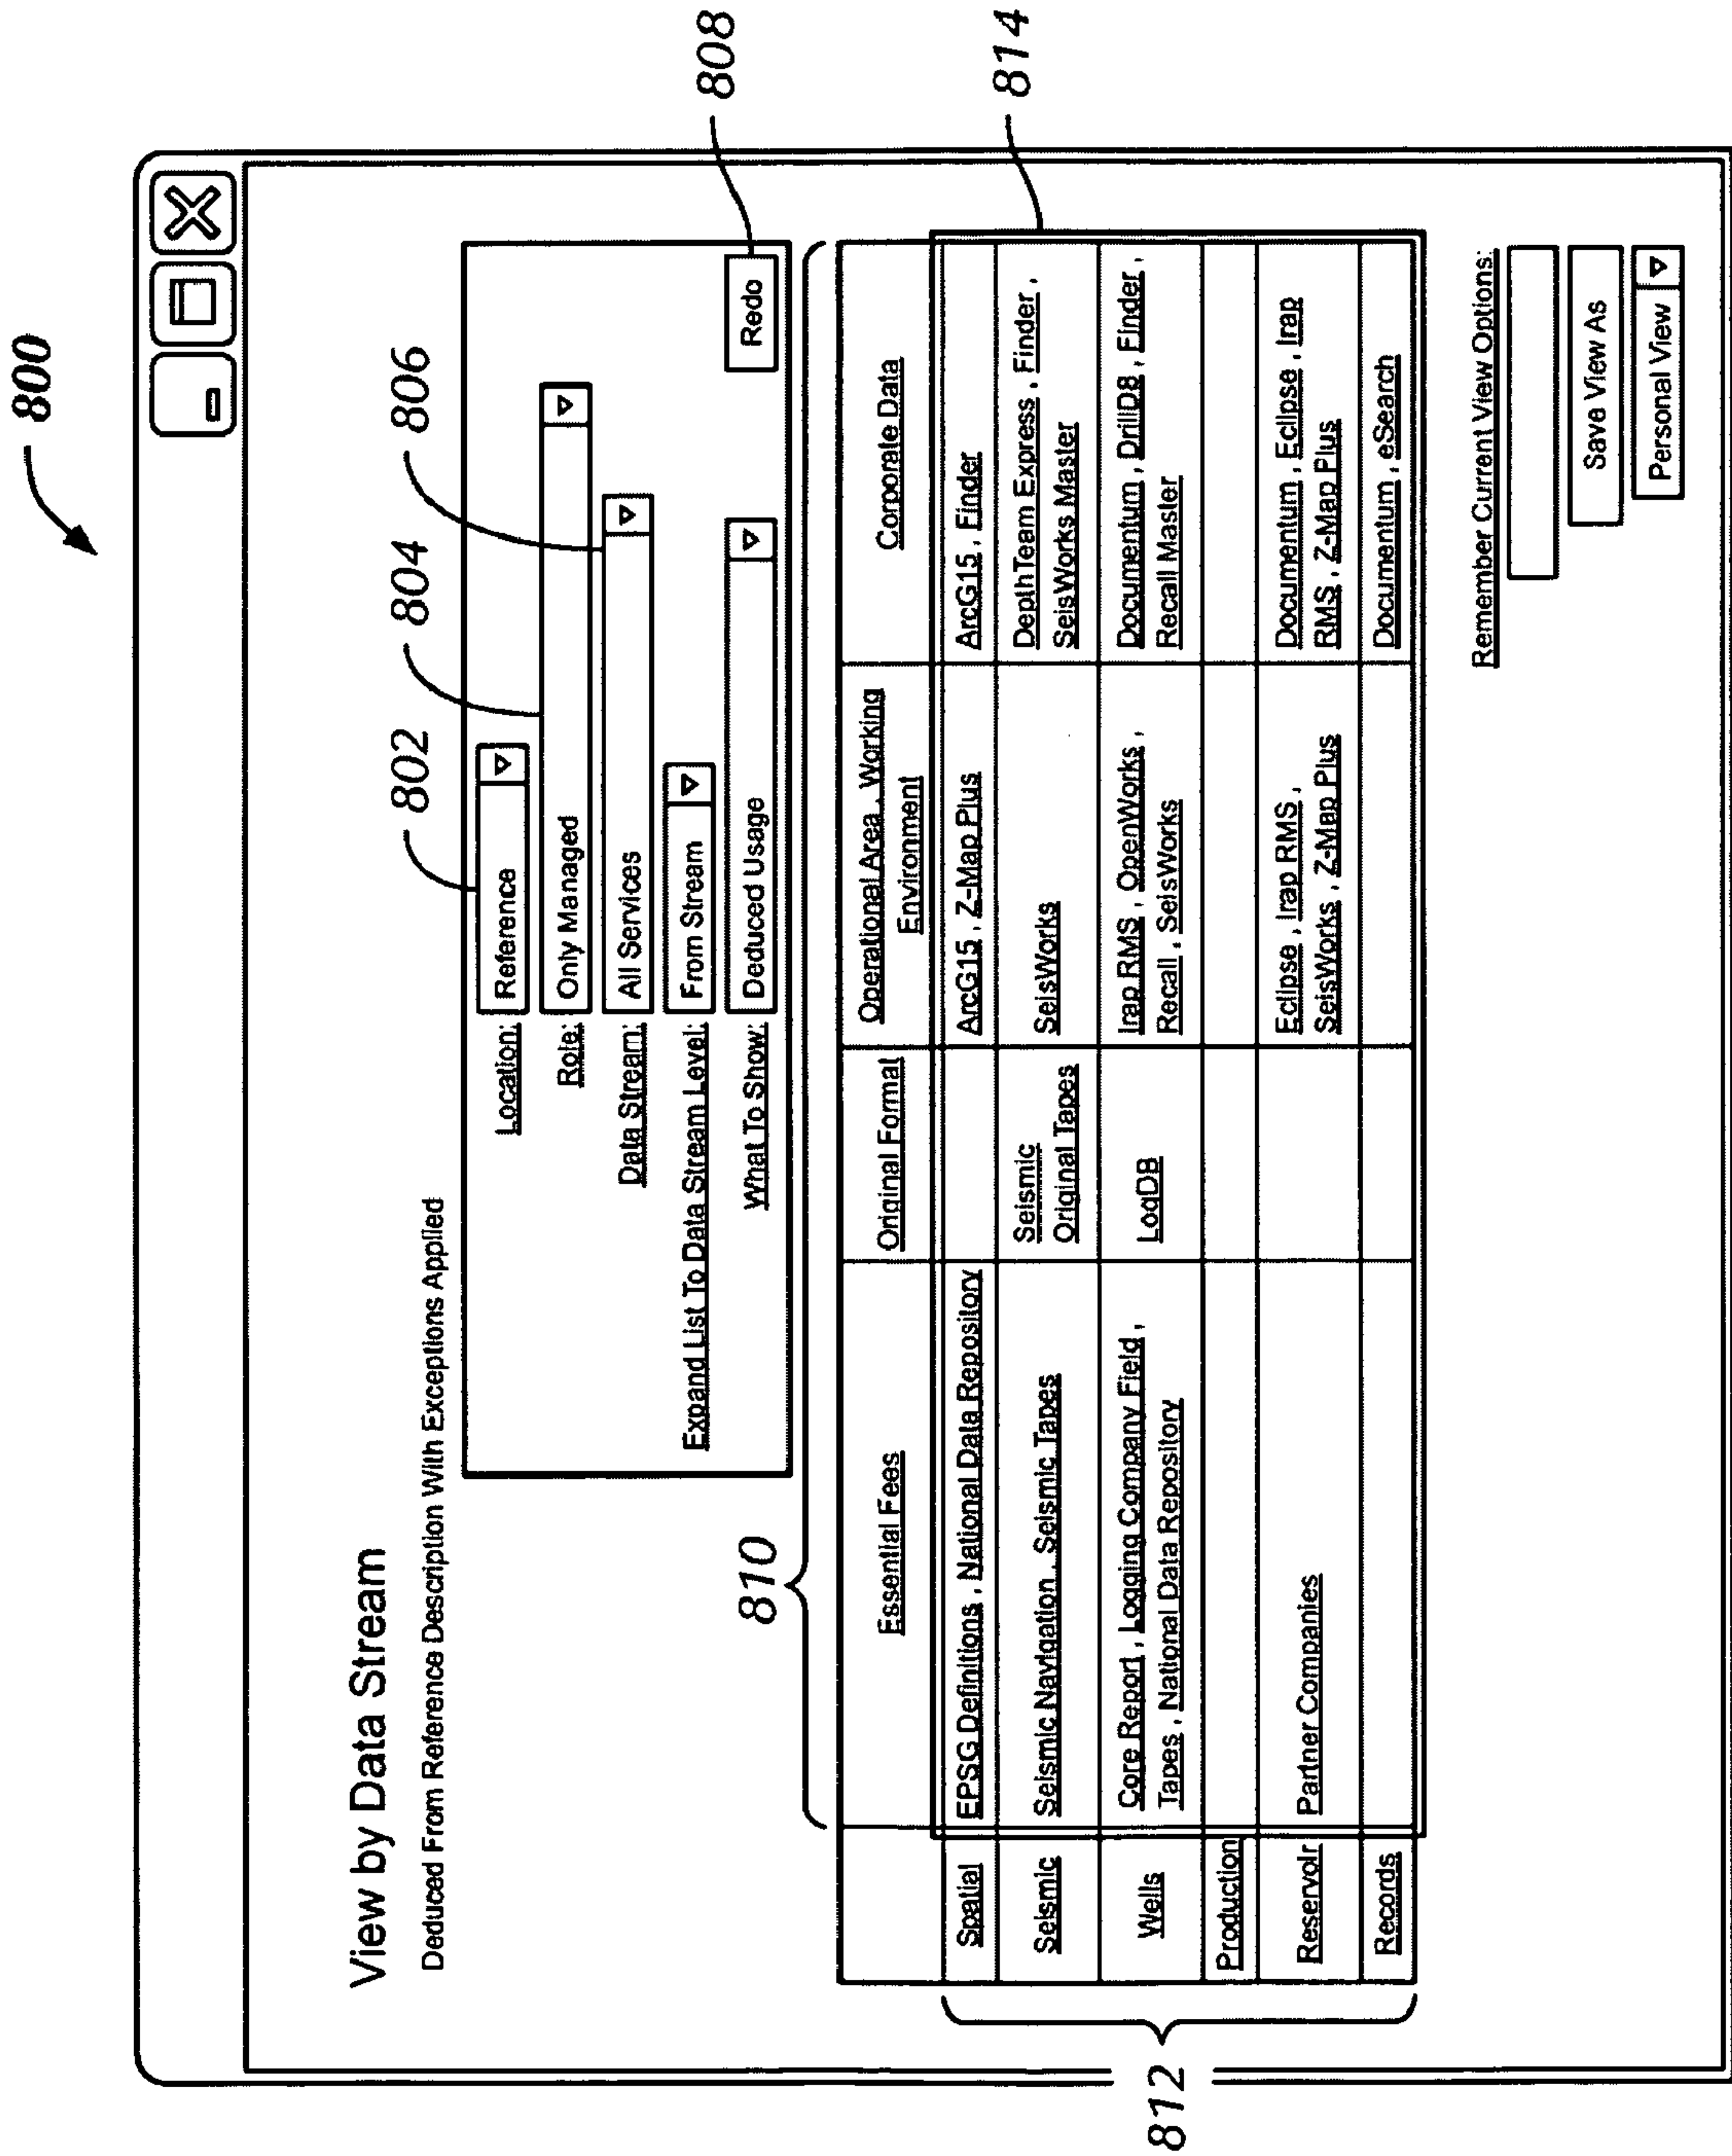 800
View by Data Stream
Deduced From Reference Description With Exceptions Applied
802
804
806
Location: Reference
Role: Only Managed
Data Stream: All Services
Expand List To Data Stream Level: From Stream
What To Show: Deduced Usage
Redo
808
810
Essential Fees
Original Format
Operational Area , Working
Environment
Corporate Data
Spatial
EPSG Definitions , National Data Repository
ArcG15 , Z-Map Plus
ArcG15 , Finder
814
Seismic
Seismic Navigation , Seismic Tapes
Seismic
Original Tapes
SeisWorks
DepthTeam Express , Finder ,
SeisWorks Master
Wells
Core Report , Logging Company Field ,
Tapes , National Data Repository
LogDB
Irap RMS , OpenWorks ,
Recall , SeisWorks
Documentum , DrillDB , Finder ,
Recall Master
Production
Reservoir
Partner Companies
Eclipse , Irap RMS ,
SeisWorks , Z-Map Plus
Documentum , Eclipse , Irap
RMS , Z-Map Plus
Records
Documentum , eSearch
812
Remember Current View Options:
Save View As
Personal View